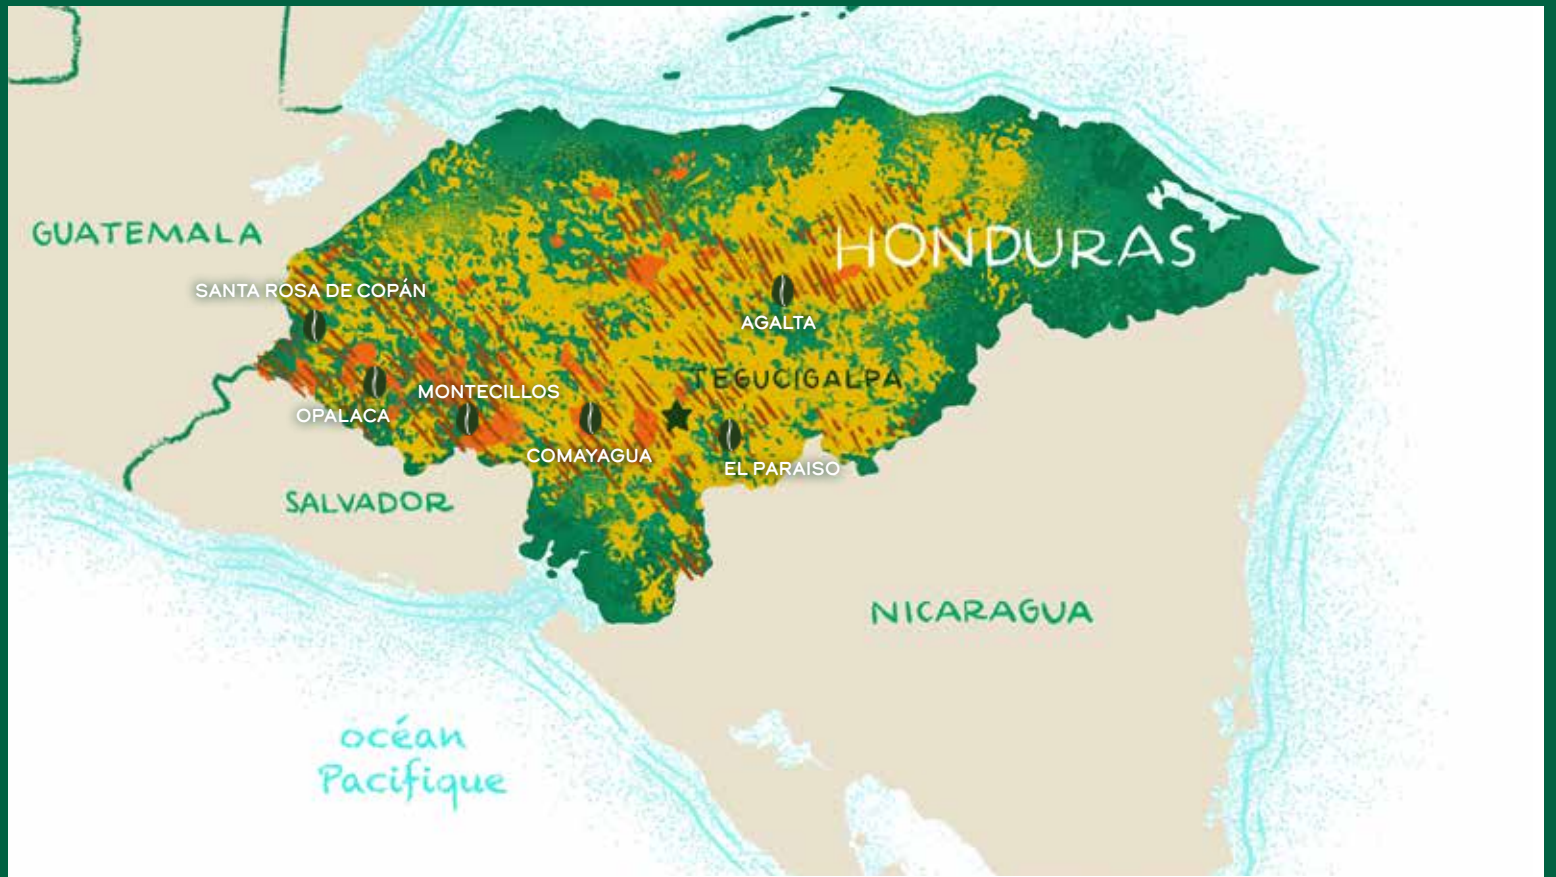 GUATEMALA
HONDURAS
SANTA ROSA DE COPÁN
AGALTA
TEGUCIGALPA
MONTECILLOS
OPALACA
COMAYAGUA
EL PARAISO
SALVADOR
NICARAGUA
océan
Pacifique